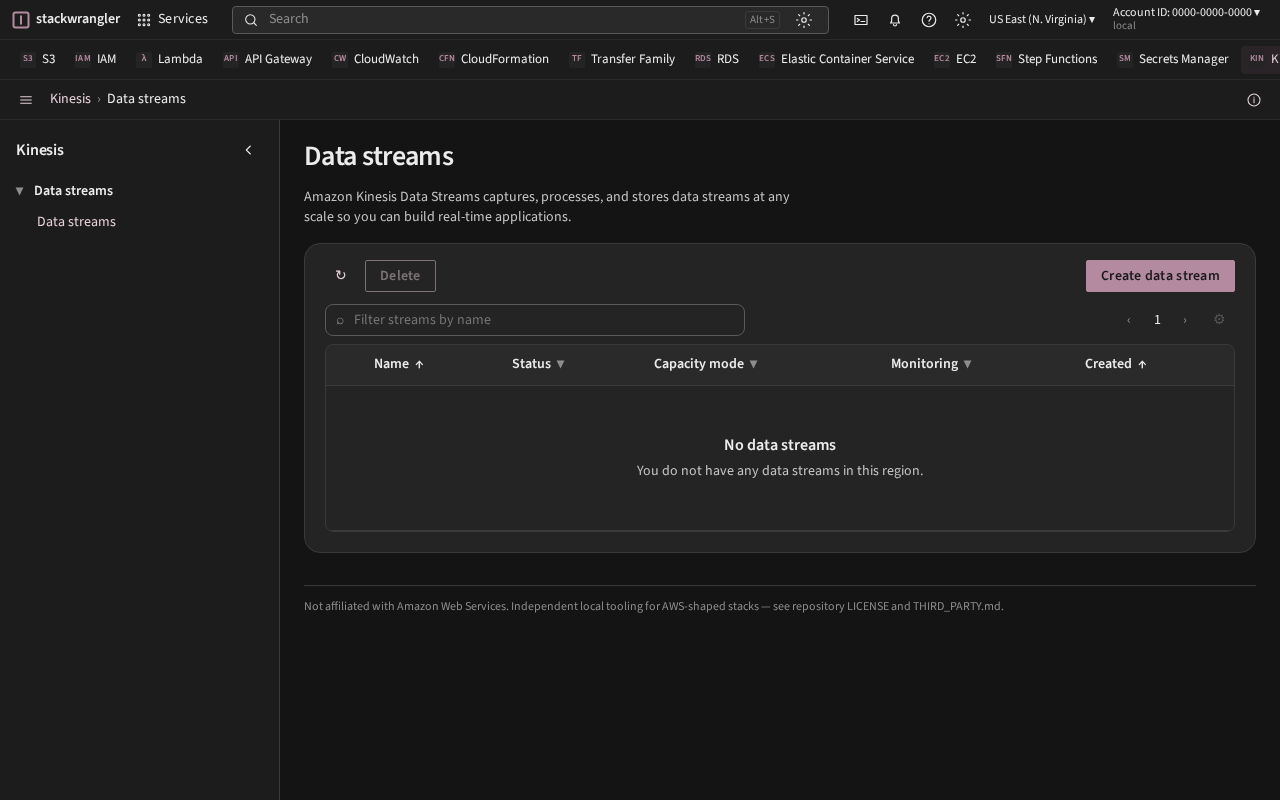 stackwrangler
Services
Search
Alt+S
US East (N. Virginia) ▾
Account ID: 0000-0000-0000 ▾
local
S3 S3
IAM IAM
λ Lambda
API API Gateway
CW CloudWatch
CFN CloudFormation
TF Transfer Family
RDS RDS
ECS Elastic Container Service
EC2 EC2
SFN Step Functions
SM Secrets Manager
KIN K
Kinesis › Data streams
Kinesis
▼ Data streams
Data streams
Data streams
Amazon Kinesis Data Streams captures, processes, and stores data streams at any
scale so you can build real-time applications.
↻ Delete
Create data stream
Filter streams by name
‹ 1 ›
Name ↑ Status ▼ Capacity mode ▼ Monitoring ▼ Created ↑
No data streams
You do not have any data streams in this region.
Not affiliated with Amazon Web Services. Independent local tooling for AWS-shaped stacks — see repository LICENSE and THIRD_PARTY.md.